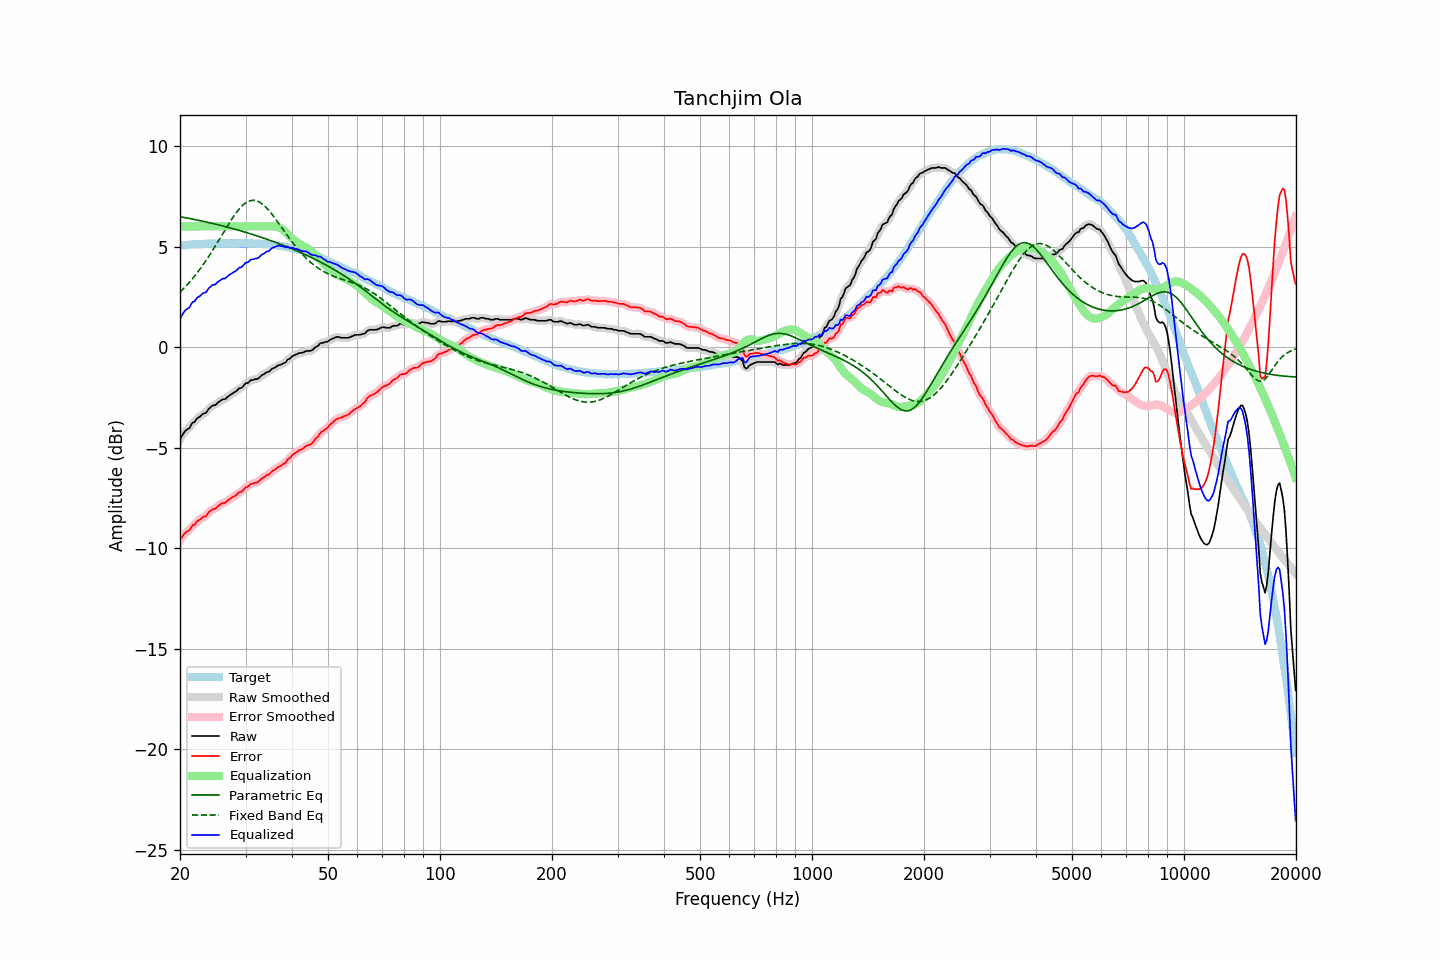 Tanchjim Ola
10
5
0
−5
−10
−15
−20
−25
Amplitude (dBr)
Target
Raw Smoothed
Error Smoothed
Raw
Error
Equalization
Parametric Eq
Fixed Band Eq
Equalized
20 50 100 200 500 1000 2000 5000 10000 20000
Frequency (Hz)